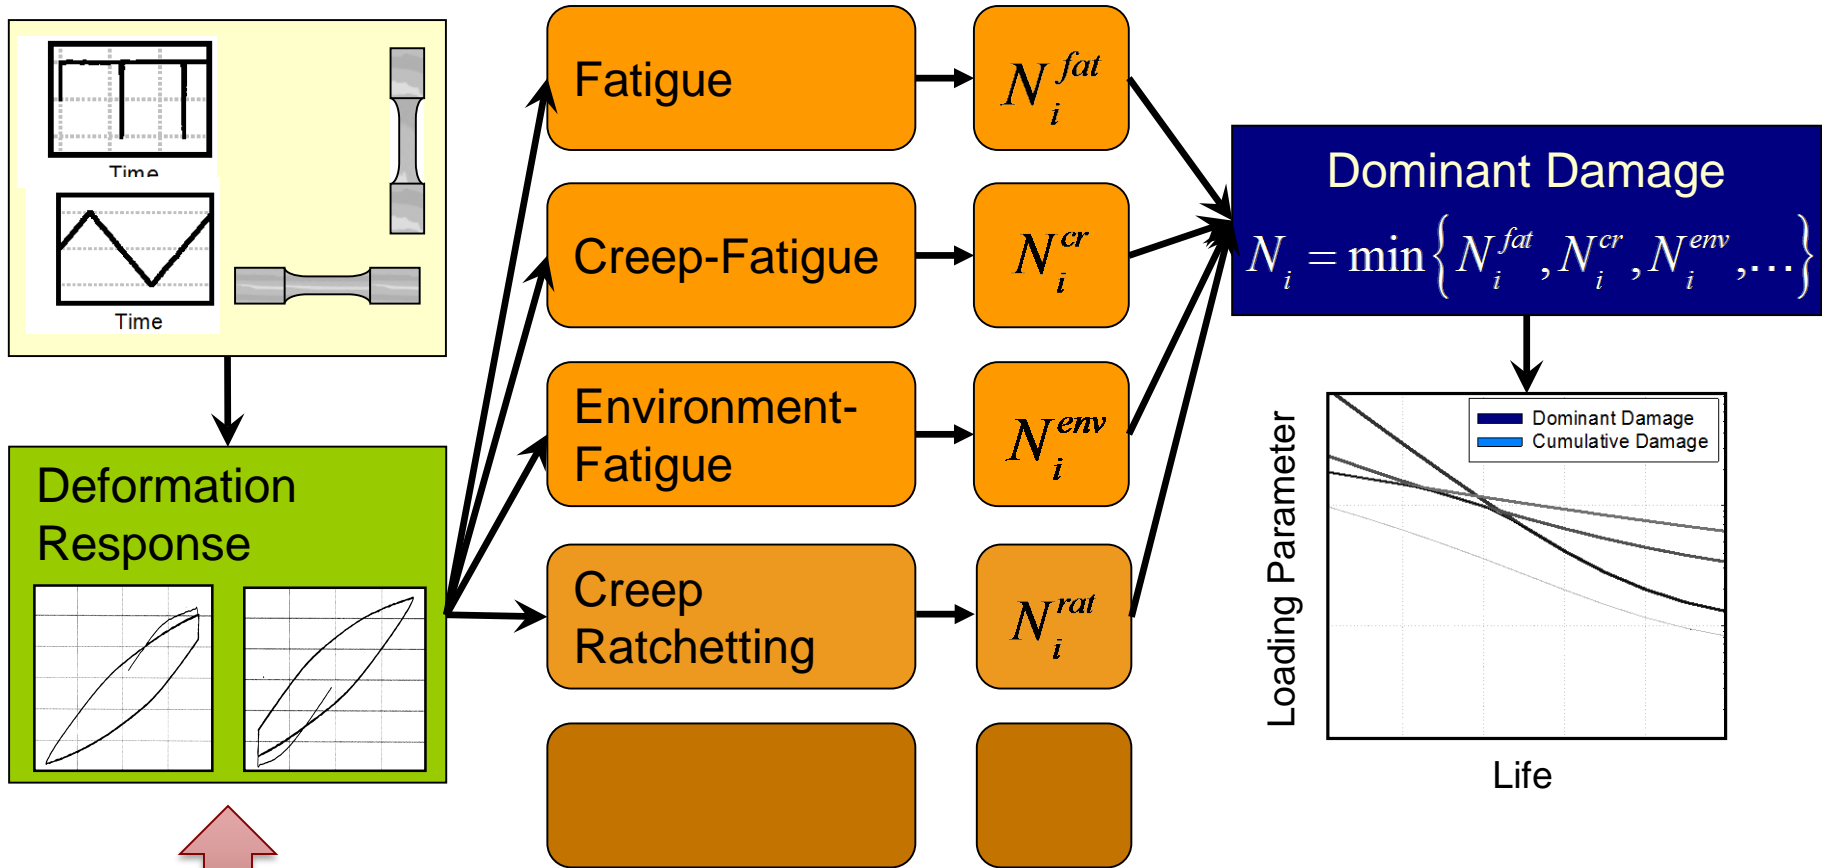 Time
Time
Deformation
Response
Fatigue
Creep-Fatigue
Environment-
Fatigue
Creep
Ratchetting
N_i^{fat}
N_i^{cr}
N_i^{env}
N_i^{rat}
Dominant Damage
N_i = min{N_i^{fat}, N_i^{cr}, N_i^{env}, ...}
Dominant Damage
Cumulative Damage
Loading Parameter
Life